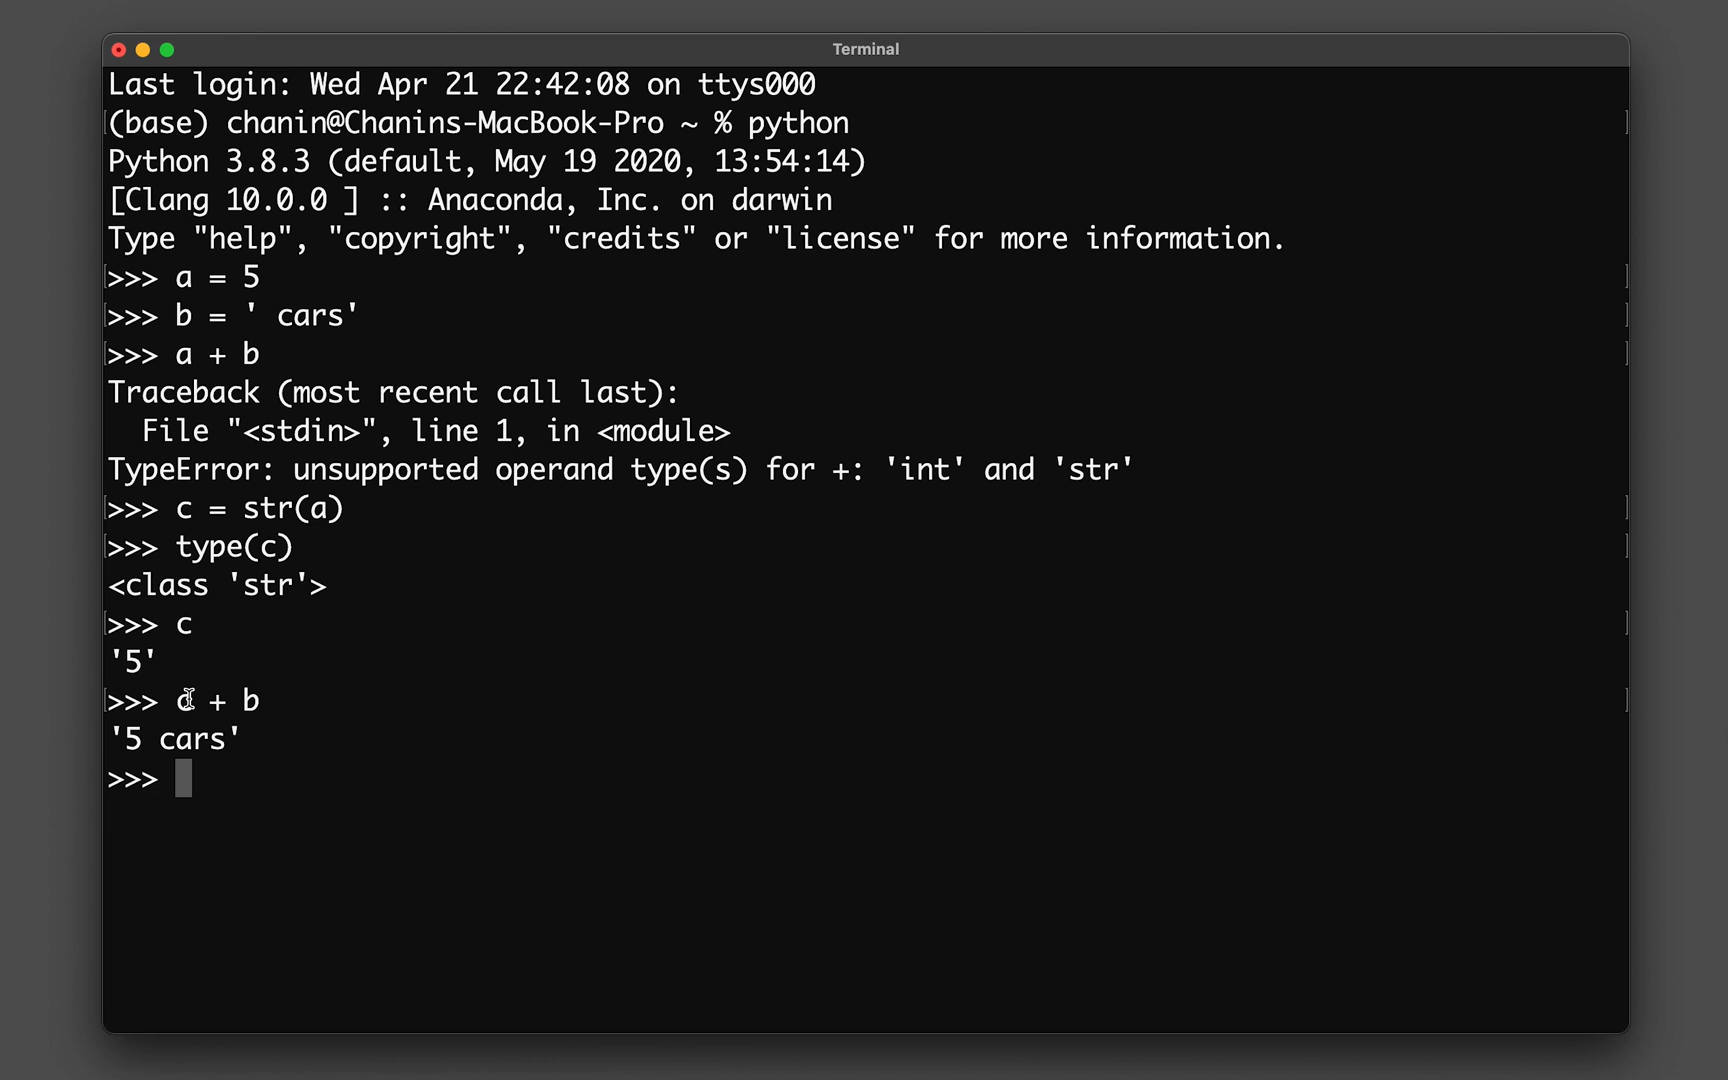 Terminal
Last login: Wed Apr 21 22:42:08 on ttys000
(base) chanin@Chanins-MacBook-Pro ~ % python
Python 3.8.3 (default, May 19 2020, 13:54:14)
[Clang 10.0.0 ] :: Anaconda, Inc. on darwin
Type "help", "copyright", "credits" or "license" for more information.
>>> a = 5
>>> b = ' cars'
>>> a + b
Traceback (most recent call last):
  File "<stdin>", line 1, in <module>
TypeError: unsupported operand type(s) for +: 'int' and 'str'
>>> c = str(a)
>>> type(c)
<class 'str'>
>>> c
'5'
>>> c + b
'5 cars'
>>>